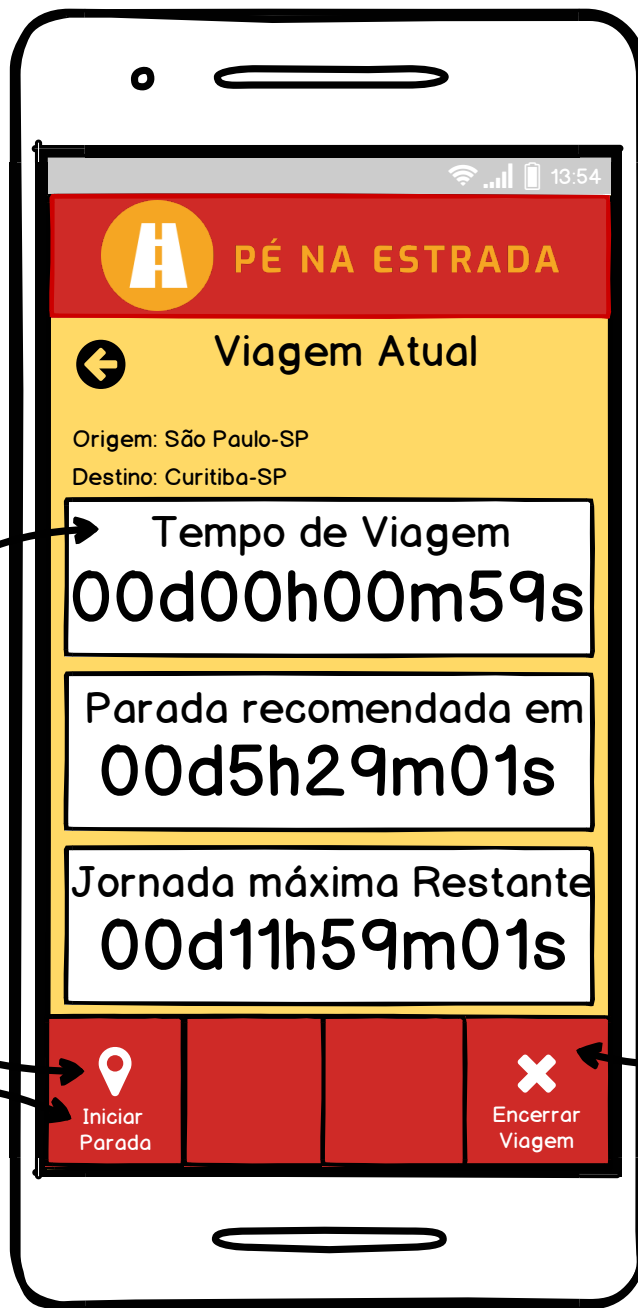 13:54
PÉ NA ESTRADA
Viagem Atual
Origem: São Paulo-SP
Destino: Curitiba-SP
Tempo de Viagem
00d00h00m59s
Parada recomendada em
00d5h29m01s
Jornada máxima Restante
00d11h59m01s
Iniciar
Parada
Encerrar
Viagem